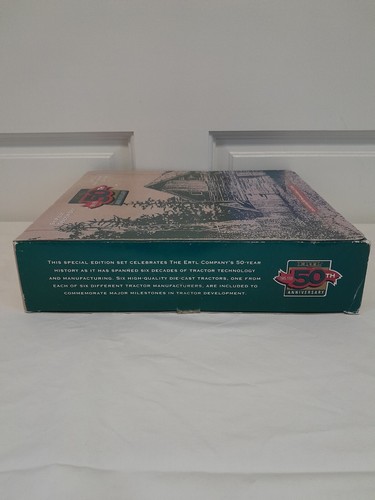 This special edition set celebrates The Ertl Company's 50-year
history as it has spanned six decades of tractor technology
and manufacturing. Six high-quality die-cast tractors, one from
each of six different tractor manufacturers, are included to
commemorate major milestones in tractor development.
50TH
ANNIVERSARY